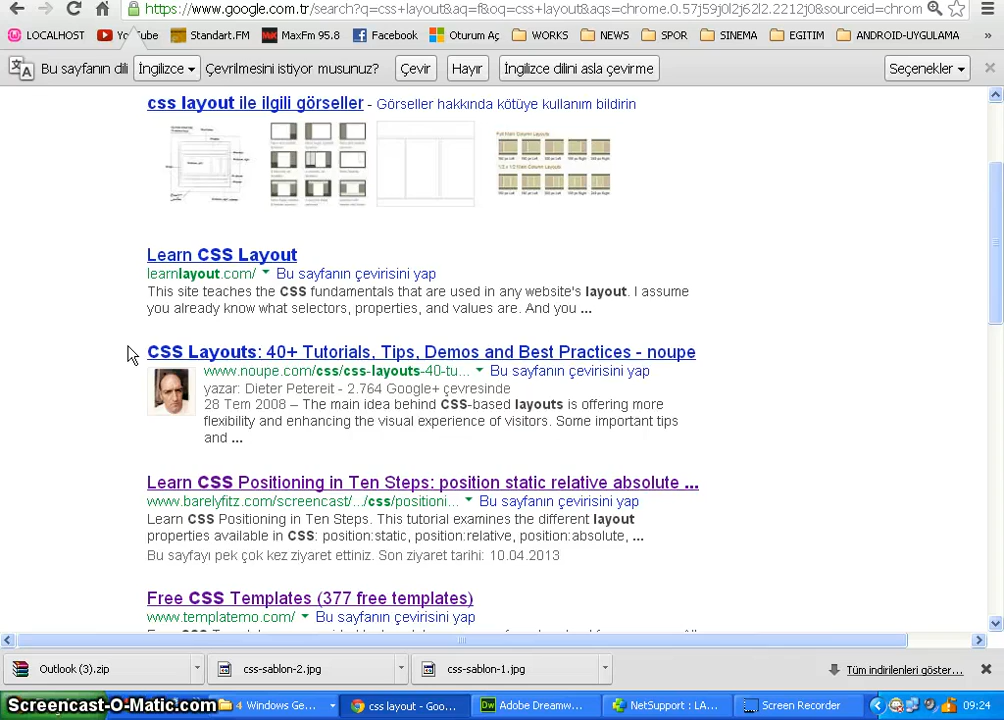 https://www.google.com.tr/search?q=css+layout&aq=f&oq=css+layout&aqs=chrome.0.57j59j0l2j62l2.2212j0&sourceid=chrom
LOCALHOST YouTube Standart.FM MaxFm 95.8 Facebook Oturum Aç WORKS NEWS SPOR SINEMA EGITIM ANDROID-UYGULAMA »
Bu sayfanın dili İngilizce Çevrilmesini istiyor musunuz? Çevir Hayır İngilizce dilini asla çevirme Seçenekler
css layout ile ilgili görseller - Görseller hakkında kötüye kullanım bildirin
Learn CSS Layout
learnlayout.com/ Bu sayfanın çevirisini yap
This site teaches the CSS fundamentals that are used in any website's layout. I assume
you already know what selectors, properties, and values are. And you ...
CSS Layouts: 40+ Tutorials, Tips, Demos and Best Practices - noupe
www.noupe.com/css/css-layouts-40-tu... Bu sayfanın çevirisini yap
yazar: Dieter Petereit - 2.764 Google+ çevresinde
28 Tem 2008 – The main idea behind CSS-based layouts is offering more
flexibility and enhancing the visual experience of visitors. Some important tips
and ...
Learn CSS Positioning in Ten Steps: position static relative absolute ...
www.barelyfitz.com/screencast/.../css/positioni... Bu sayfanın çevirisini yap
Learn CSS Positioning in Ten Steps. This tutorial examines the different layout
properties available in CSS: position:static, position:relative, position:absolute, ...
Bu sayfayı pek çok kez ziyaret ettiniz. Son ziyaret tarihi: 10.04.2013
Free CSS Templates (377 free templates)
www.templatemo.com/ Bu sayfanın çevirisini yap
Outlook (3).zip css-sablon-2.jpg css-sablon-1.jpg Tüm indirilenleri göster...
Screencast-O-Matic.com 4 Windows Ge... css layout - Goo... Adobe Dreamw... NetSupport : LA... Screen Recorder 09:24